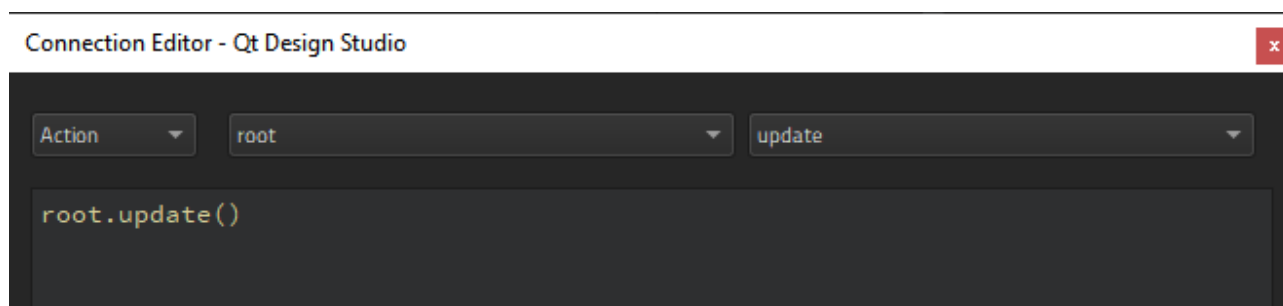 Connection Editor - Qt Design Studio
x
Action root update
root.update()